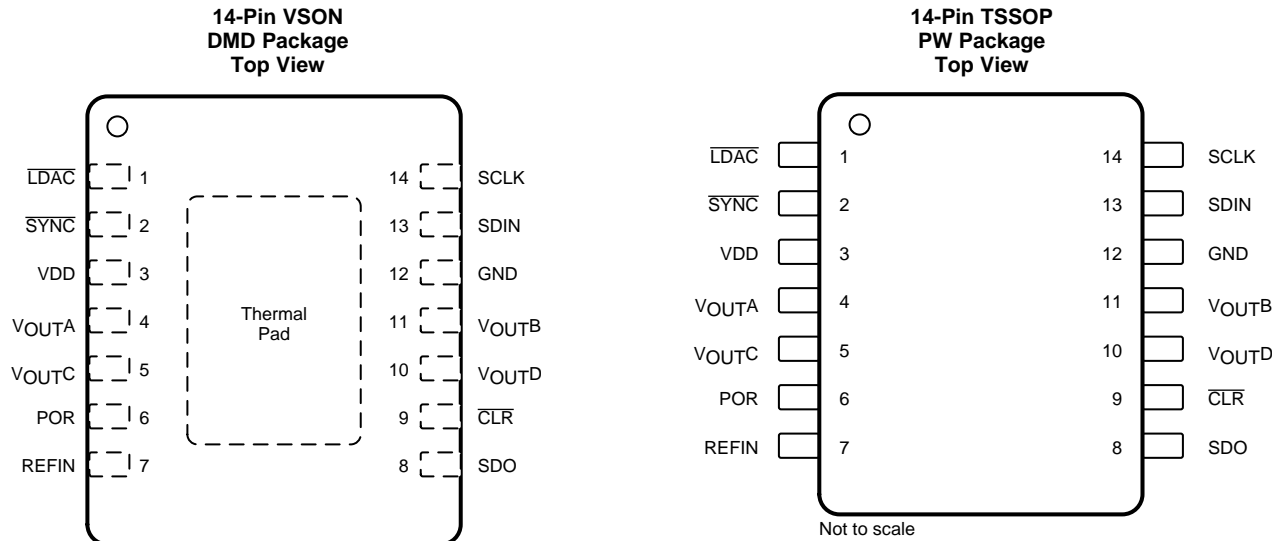 14-Pin VSON
DMD Package
Top View
LDAC 1 14 SCLK
SYNC 2 13 SDIN
VDD 3 12 GND
VOUTA 4 11 VOUTB
VOUTC 5 10 VOUTD
POR 6 9 CLR
REFIN 7 8 SDO
Thermal
Pad
14-Pin TSSOP
PW Package
Top View
LDAC 1 14 SCLK
SYNC 2 13 SDIN
VDD 3 12 GND
VOUTA 4 11 VOUTB
VOUTC 5 10 VOUTD
POR 6 9 CLR
REFIN 7 8 SDO
Not to scale